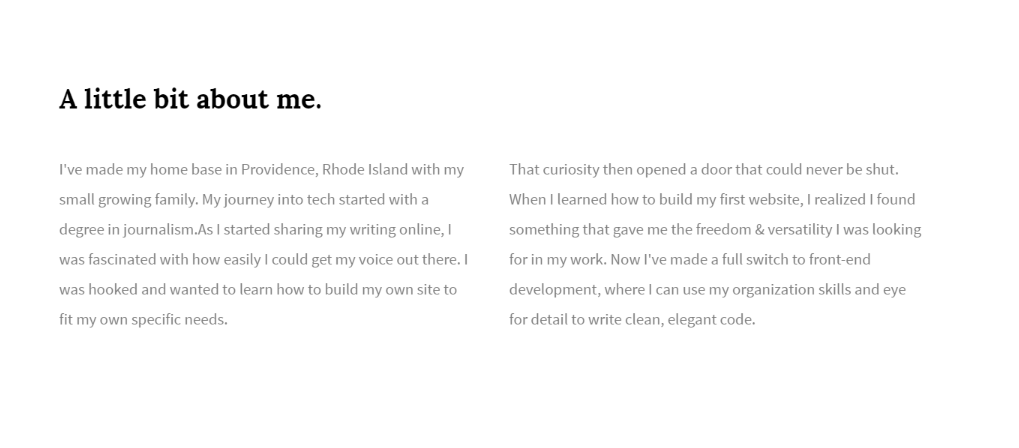 A little bit about me.
I've made my home base in Providence, Rhode Island with my
small growing family. My journey into tech started with a
degree in journalism.As I started sharing my writing online, I
was fascinated with how easily I could get my voice out there. I
was hooked and wanted to learn how to build my own site to
fit my own specific needs.
That curiosity then opened a door that could never be shut.
When I learned how to build my first website, I realized I found
something that gave me the freedom & versatility I was looking
for in my work. Now I've made a full switch to front-end
development, where I can use my organization skills and eye
for detail to write clean, elegant code.